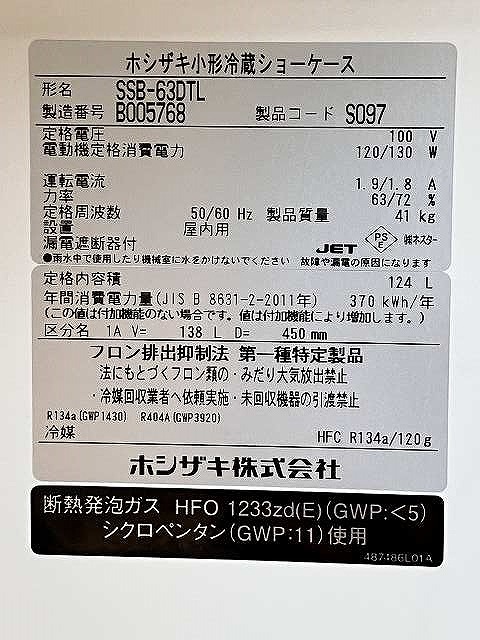 ホシザキ小形冷蔵ショーケース
形名 SSB-63DTL
製造番号 B005768 製品コード S097
定格電圧 100 V
電動機定格消費電力 120/130 W
運転電流 1.9/1.8 A
力率 63/72 %
定格周波数 50/60 Hz 製品質量 41 kg
設置 屋内用
漏電遮断器付 JET PS E ㈱ネスター
●雨水中で使用したり機械室に水をかけないでください 故障や漏電の原因になります
定格内容積 124 L
年間消費電力量(JIS B 8631-2-2011年) 370 kWh/年
(この値は付加機能のない場合です。値は付加機能により増加します。)
区分名 1A V= 138 L D= 450 mm
フロン排出抑制法 第一種特定製品
法にもとづくフロン類の・みだり大気放出禁止
・冷媒回収業者へ依頼実施・未回収機器の引渡禁止
R134a(GWP1430) R404A(GWP3920)
冷媒 HFC R134a/120g
ホシザキ株式会社
断熱発泡ガス HFO 1233zd(E)(GWP:<5)
シクロペンタン(GWP:11)使用
487486L01A